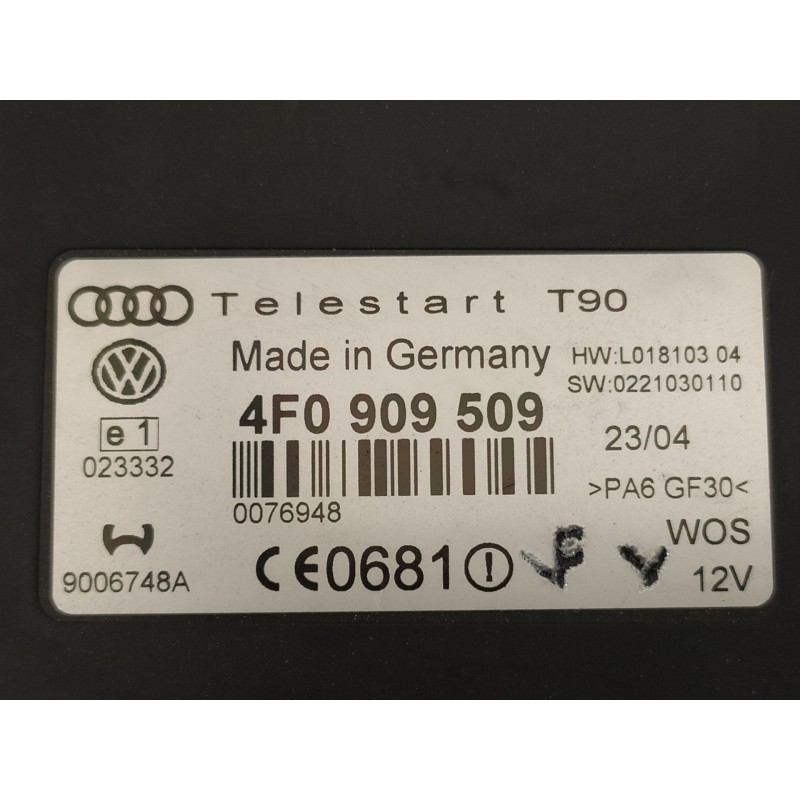 Telestart T90
Made in Germany
HW:L018103 04
SW:0221030110
4F0 909 509
e1
023332
23/04
>PA6 GF30<
0076948
WOS
CE0681
9006748A
12V